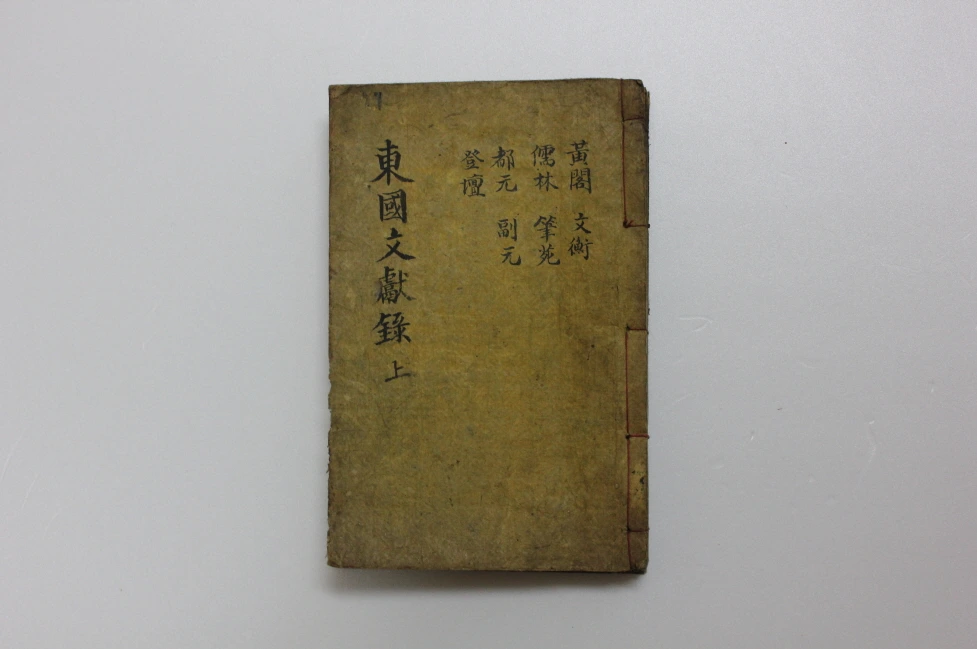 黃閣 文衡
儒林 筆苑
都元 副元
登壇
東國文獻錄 上